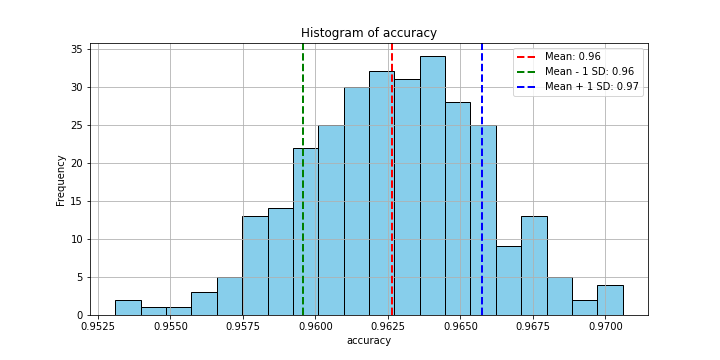 Histogram of accuracy
Mean: 0.96
Mean - 1 SD: 0.96
Mean + 1 SD: 0.97
Frequency
35
30
25
20
15
10
5
0
0.9525 0.9550 0.9575 0.9600 0.9625 0.9650 0.9675 0.9700
accuracy